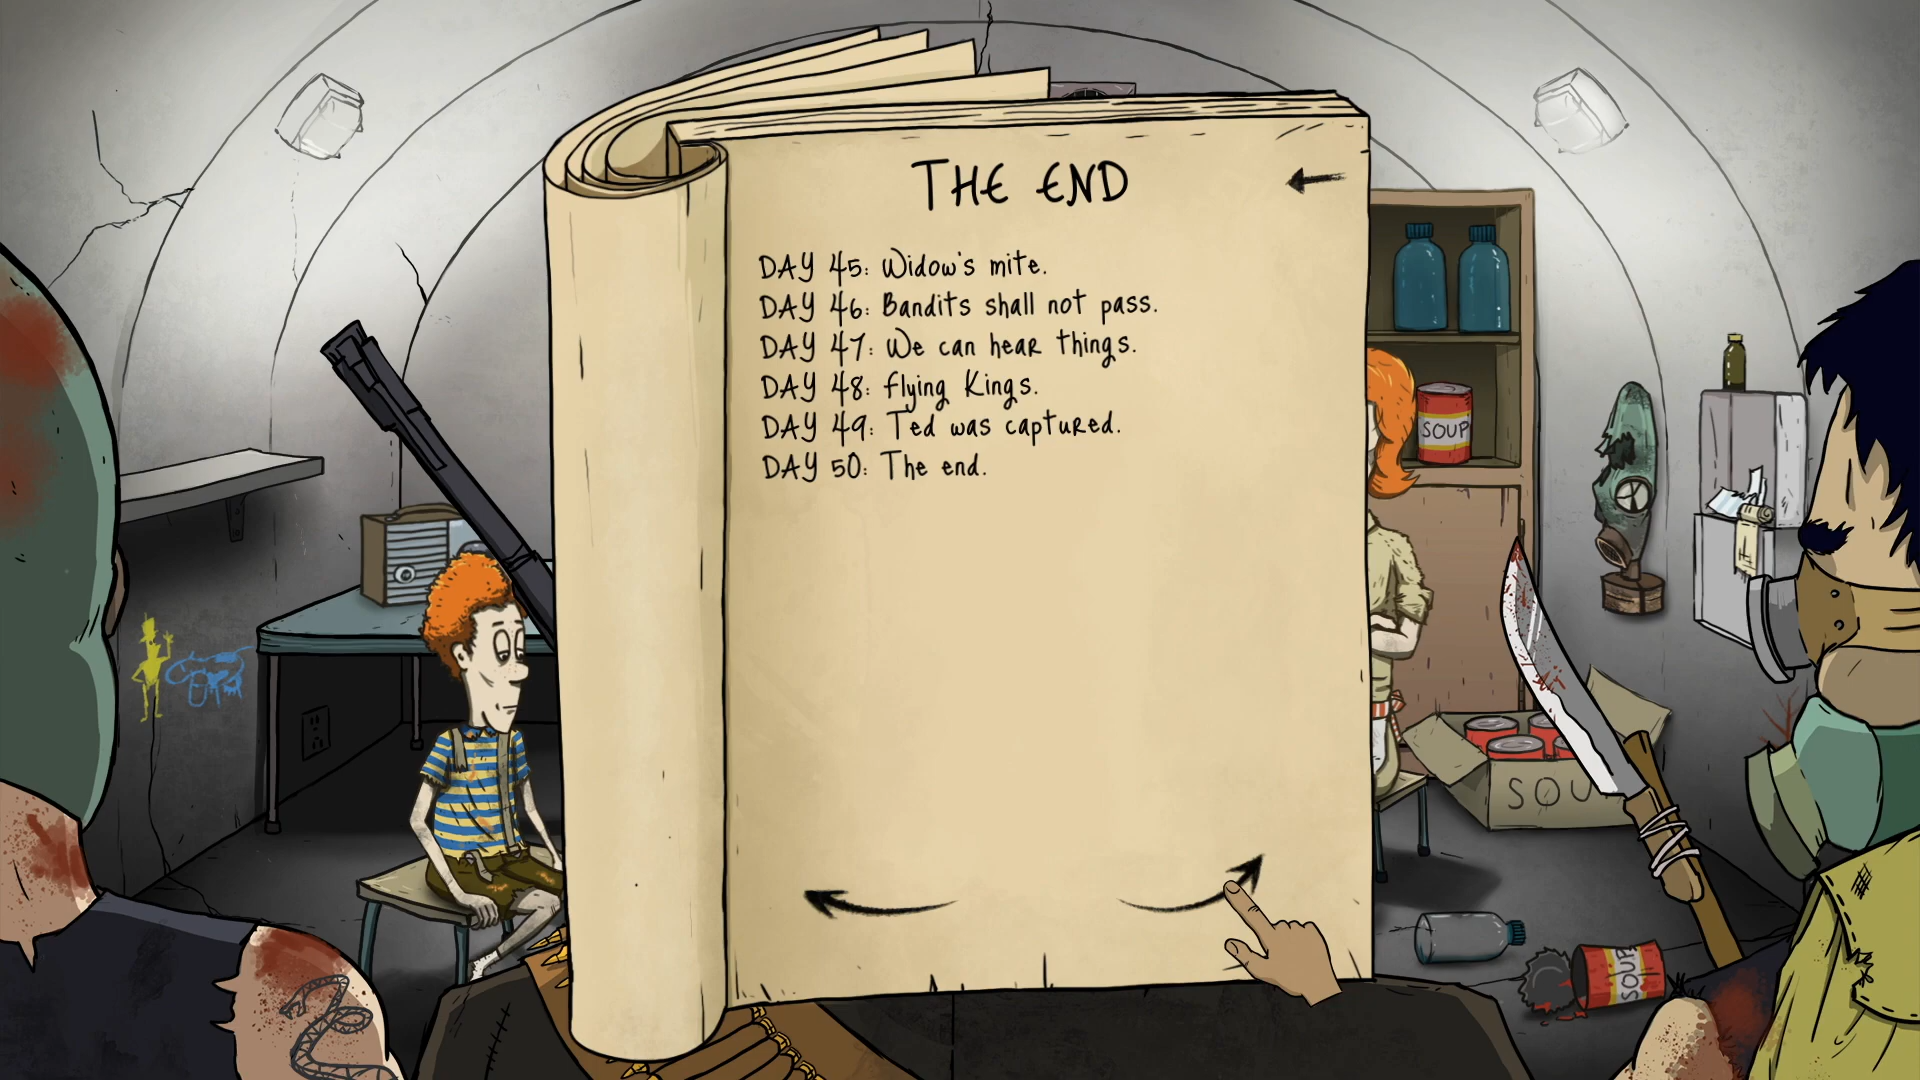 THE END
DAY 45: Widow's mite.
DAY 46: Bandits shall not pass.
DAY 47: We can hear things.
DAY 48: Flying Kings.
DAY 49: Ted was captured.
DAY 50: The end.
SOUP
SOU
SOUP